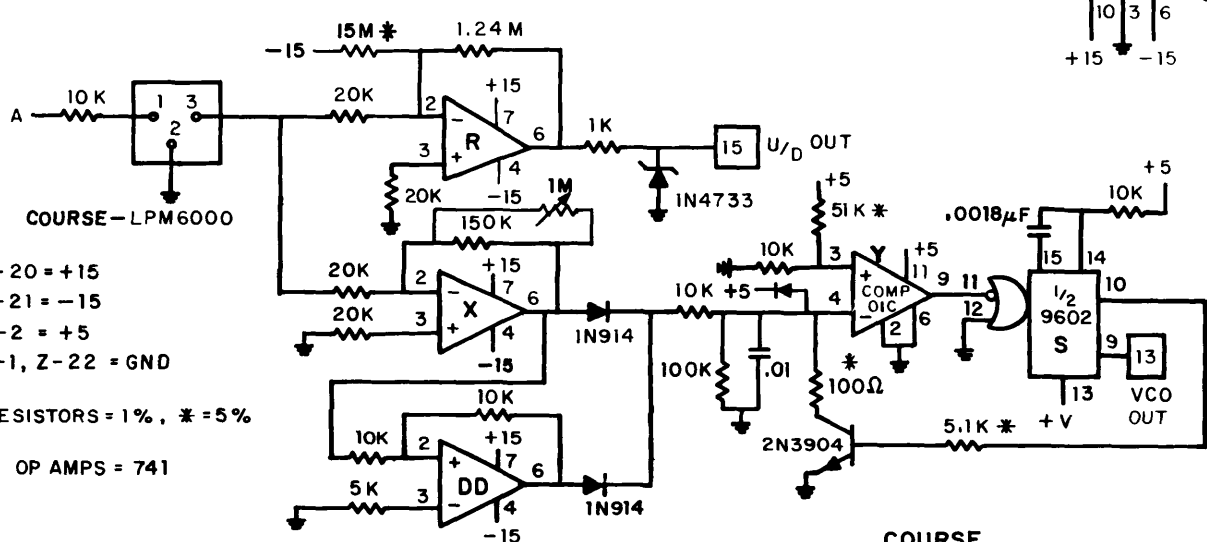 10 3 6
+15 -15
15M * 1.24M
-15
A 10K 1 3 2
20K 2 +15 7
R 6 1K 15 U/D OUT
3 4 -15
20K
1N4733
COURSE-LPM6000
1M
150K
-20 = +15
-21 = -15
-2 = +5
-1, Z-22 = GND
RESISTORS = 1%, * = 5%
OP AMPS = 741
20K 2 +15 7
X 6
20K 3 4 -15
1N914
10K
10K 2 +15 7
DD 6
5K 3 4 -15
1N914
10K
100K .01
+5
51K *
10K 3 Y +5 11
+5 4 COMP OIC 9
2 6
* 100Ω
2N3904
5.1K *
11 12
.0018µF 10K +5
15 14
1/2 9602 S
10
9 13
VCO OUT
13 +V
COURSE